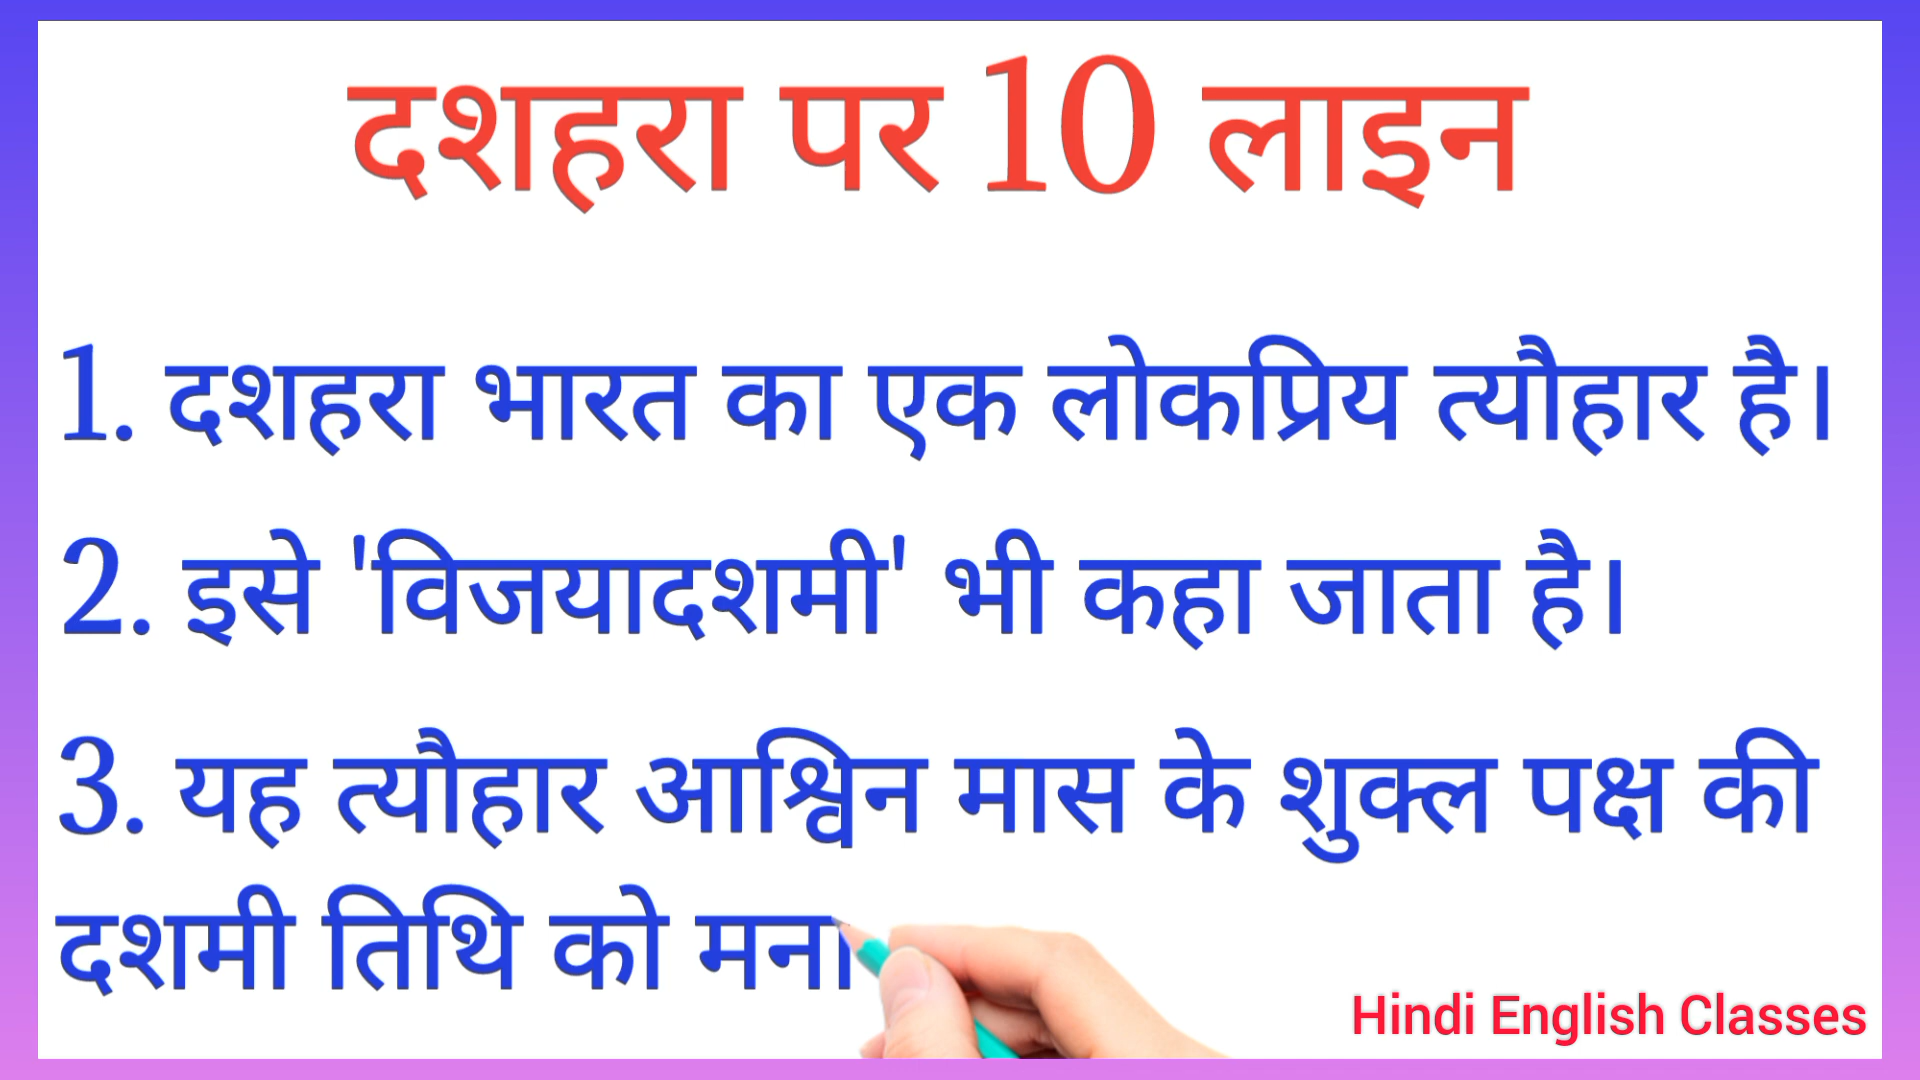 दशहरा पर 10 लाइन
1. दशहरा भारत का एक लोकप्रिय त्यौहार है।
2. इसे 'विजयादशमी' भी कहा जाता है।
3. यह त्यौहार आश्विन मास के शुक्ल पक्ष की
दशमी तिथि को मना
Hindi English Classes